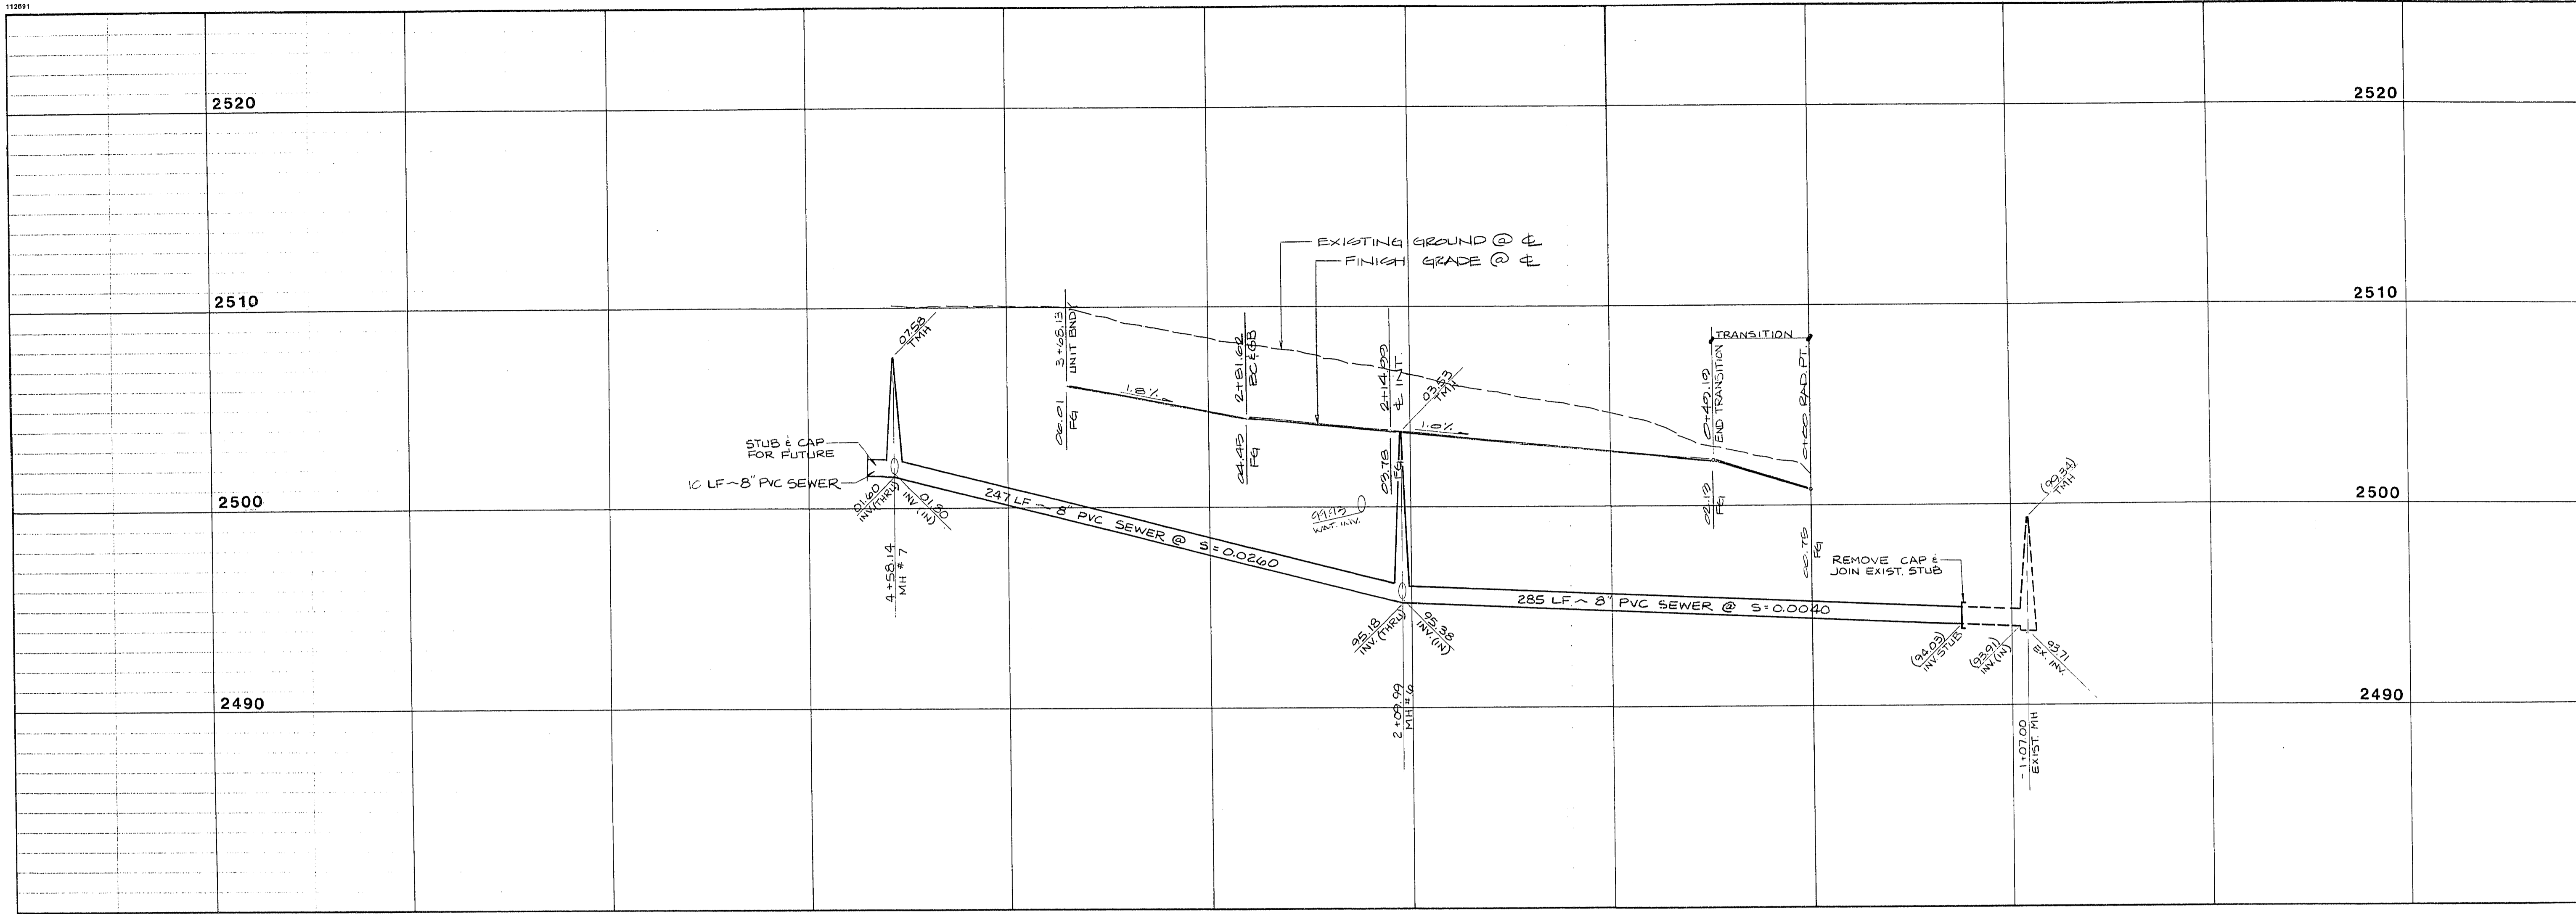 112691
2520
2520
EXISTING GROUND @ ℄
FINISH GRADE @ ℄
2510
2510
07.58
TMH
3+68.13
UNIT BNDY
2+81.62
BC & GB
2+14.99
℄ INT.
03.53
TMH
TRANSITION
0+49.19
END TRANSITION
0+00 RAD. PT.
1.8%
1.0%
06.01
FG
04.45
FG
03.78
FG
02.13
FG
00.75
FG
STUB & CAP
FOR FUTURE
10 LF ~ 8" PVC SEWER
2500
2500
01.60
INV. (THRU)
01.80
INV. (IN)
247 LF ~ 8" PVC SEWER @ S = 0.0260
99.93
WAT. INV.
(99.34)
TMH
REMOVE CAP &
JOIN EXIST. STUB
4+58.14
MH # 7
285 LF. ~ 8" PVC SEWER @ S = 0.0040
95.18
INV. (THRU)
95.38
INV. (IN)
(94.03)
INV. STUB
(93.91)
INV. (IN)
93.71
EX. INV.
2490
2490
2+09.99
MH # 6
-1+07.00
EXIST. MH